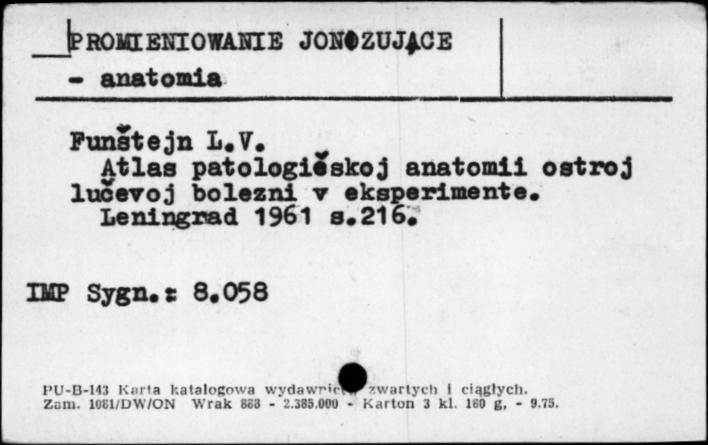 PROMIENIOWANIE JONIZUJĄCE
- anatomia
Funštejn L.V.
Atlas patologičeskoj anatomii ostroj
lučevoj bolezni v eksperimente.
Leningrad 1961 s.216.
IMP Sygn.: 8.058
PU-B-143 Karta katalogowa wydawnictw zwartych i ciągłych.
Zam. 1081/DW/ON Wrak 888 - 2.385.000 - Karton 3 kl. 180 g, - 9.75.